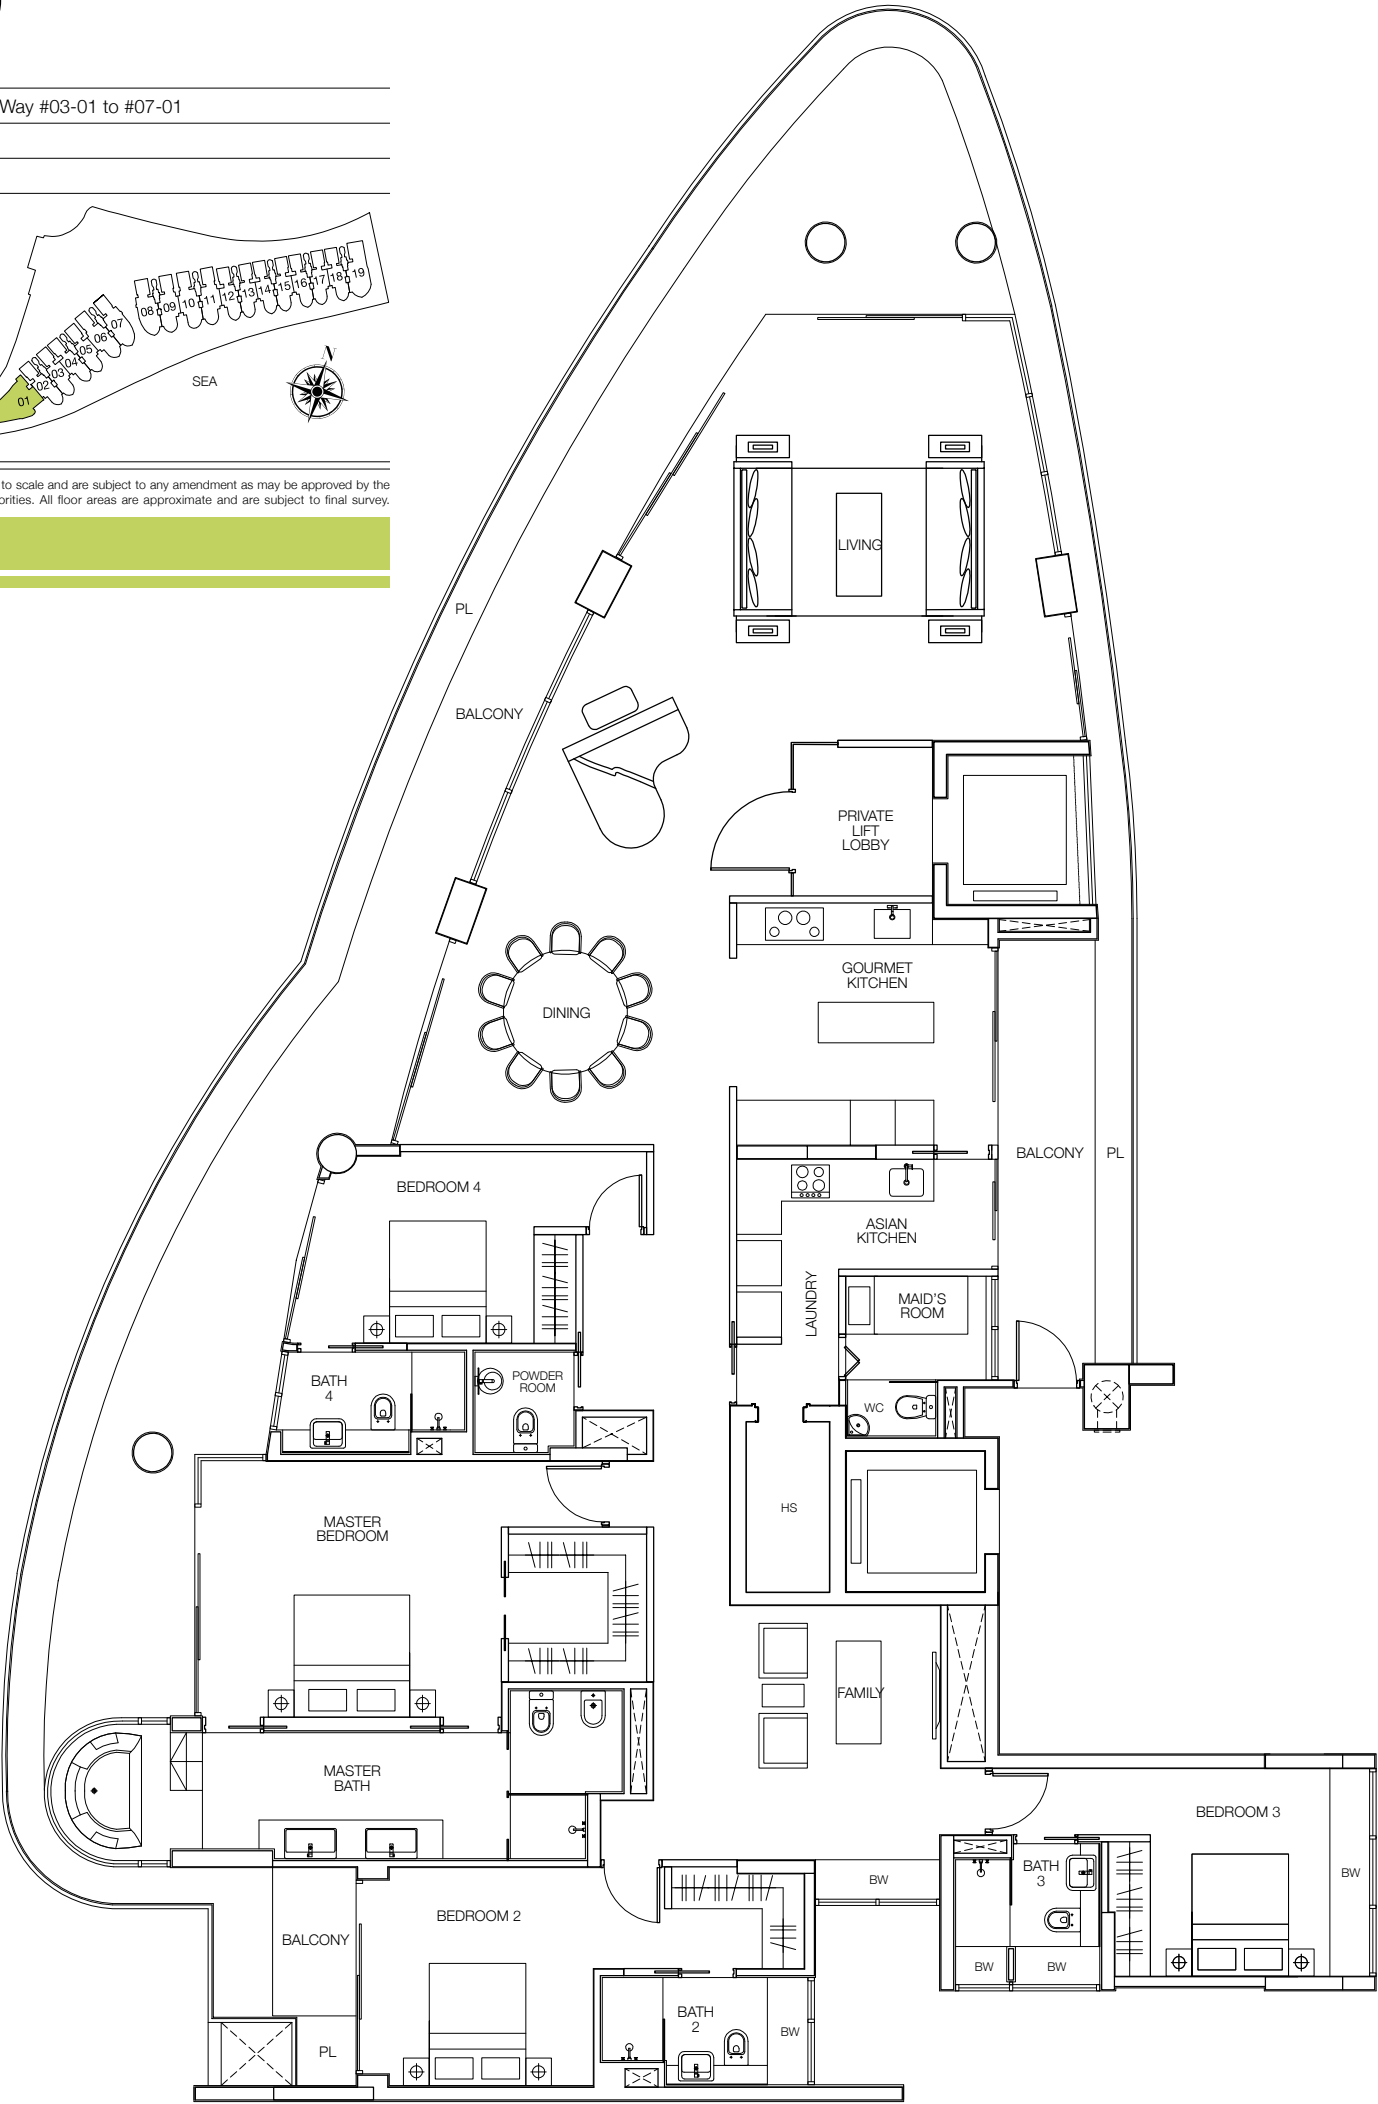 Way #03-01 to #07-01
08 09 10 11 12 13 14 15 16 17 18 19
07
06
05
04
03
02
01
N
SEA
to scale and are subject to any amendment as may be approved by the
orities. All floor areas are approximate and are subject to final survey.
LIVING
PL
BALCONY
PRIVATE
LIFT
LOBBY
GOURMET
KITCHEN
DINING
BALCONY
PL
BEDROOM 4
ASIAN
KITCHEN
LAUNDRY
MAID'S
ROOM
BATH
4
POWDER
ROOM
WC
HS
MASTER
BEDROOM
FAMILY
MASTER
BATH
BEDROOM 3
BATH
3
BW
BW
BEDROOM 2
BALCONY
BW
BW
BATH
2
BW
PL